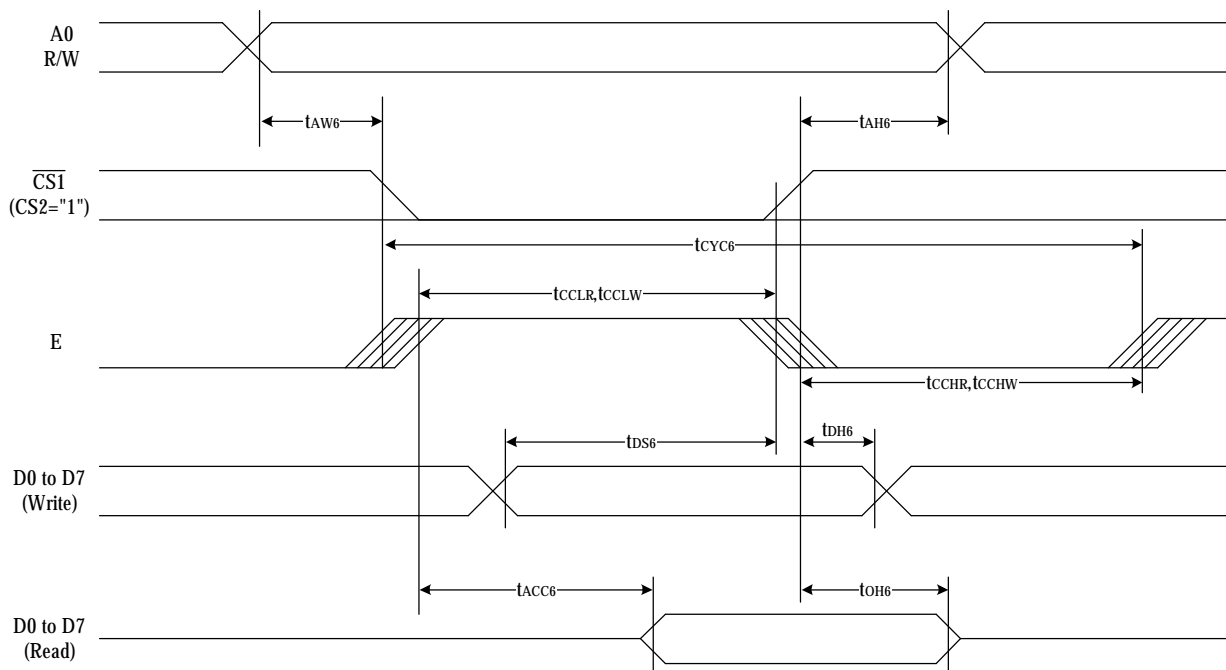 A0
R/W
tAW6
tAH6
CS1
(CS2="1")
tCYC6
tCCLR,tCCLW
E
tCCHR,tCCHW
tDS6
tDH6
D0 to D7
(Write)
tACC6
tOH6
D0 to D7
(Read)